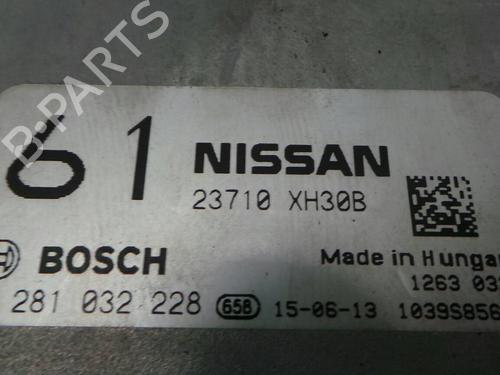 61 NISSAN
23710 XH30B
BOSCH Made in Hungar
1263 03
281 032 228 658 15-06-13 1039S856
B-PARTS